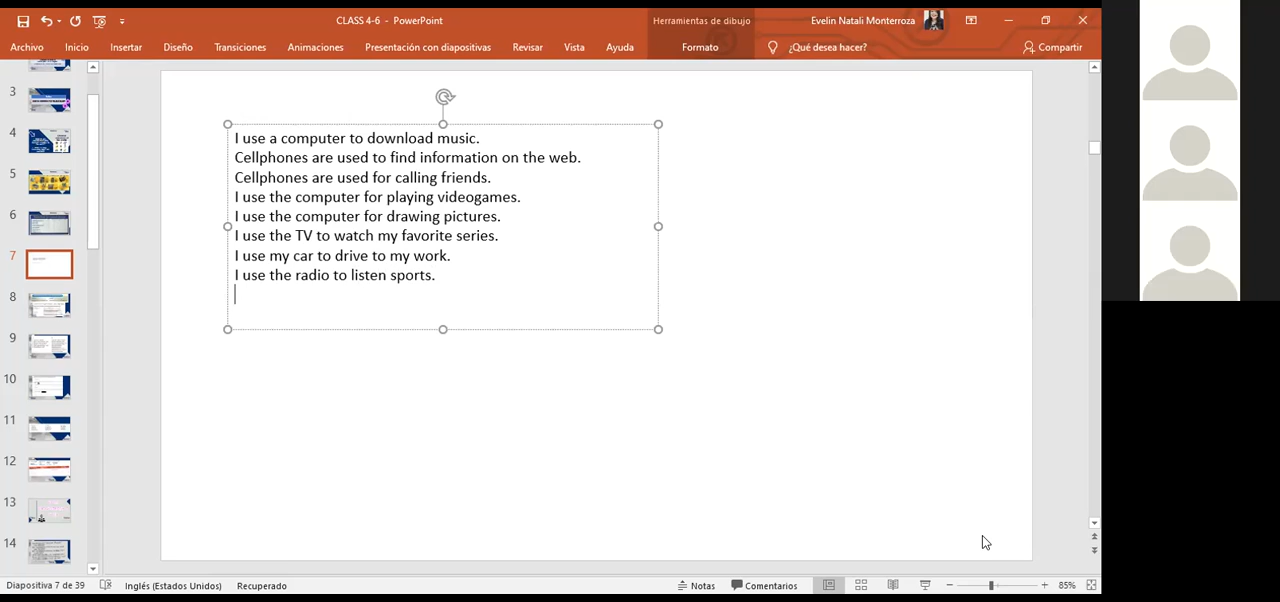 CLASS 4-6 - PowerPoint
Herramientas de dibujo
Evelin Natali Monterroza
Archivo Inicio Insertar Diseño Transiciones Animaciones Presentación con diapositivas Revisar Vista Ayuda Formato ¿Qué desea hacer? Compartir
3
4
5
6
7
8
9
10
11
12
13
14
I use a computer to download music.
Cellphones are used to find information on the web.
Cellphones are used for calling friends.
I use the computer for playing videogames.
I use the computer for drawing pictures.
I use the TV to watch my favorite series.
I use my car to drive to my work.
I use the radio to listen sports.
Diapositiva 7 de 39 Inglés (Estados Unidos) Recuperado Notas Comentarios 85%